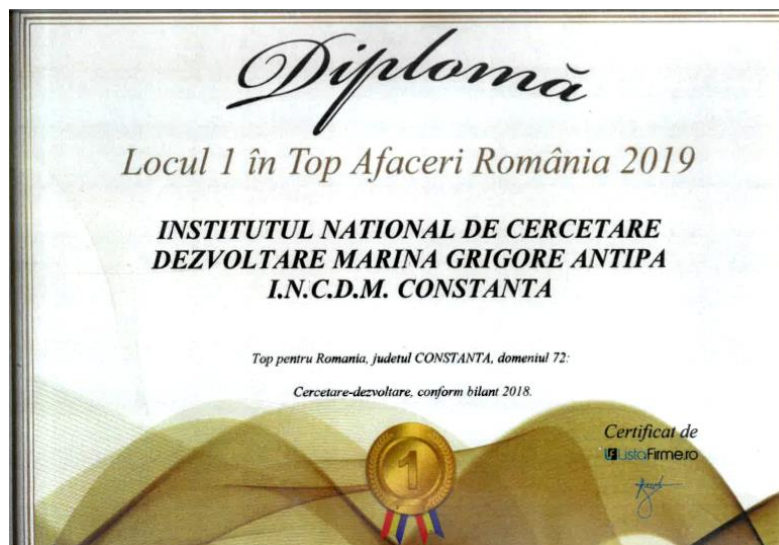 Diplomă
Locul 1 în Top Afaceri România 2019
INSTITUTUL NATIONAL DE CERCETARE
DEZVOLTARE MARINA GRIGORE ANTIPA
I.N.C.D.M. CONSTANTA
Top pentru Romania, judetul CONSTANTA, domeniul 72:
Cercetare-dezvoltare, conform bilant 2018.
1
Certificat de
LF ListaFirme.ro